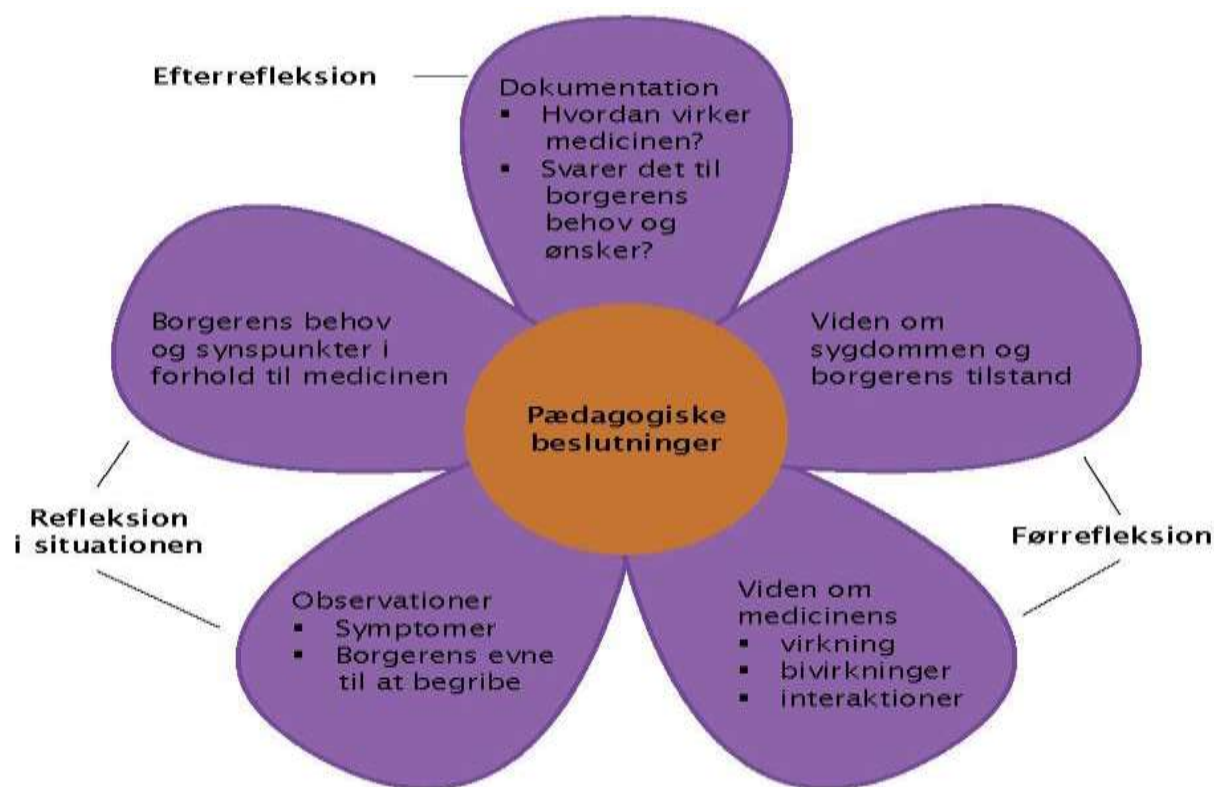 Efterrefleksion
Dokumentation
▪ Hvordan virker
medicinen?
▪ Svarer det til
borgerens
behov og
ønsker?
Borgerens behov
og synspunkter i
forhold til medicinen
Viden om
sygdommen og
borgerens tilstand
Pædagogiske
beslutninger
Refleksion
i situationen
Førrefleksion
Observationer
▪ Symptomer
▪ Borgerens evne
til at begribe
Viden om
medicinens
▪ virkning
▪ bivirkninger
▪ interaktioner